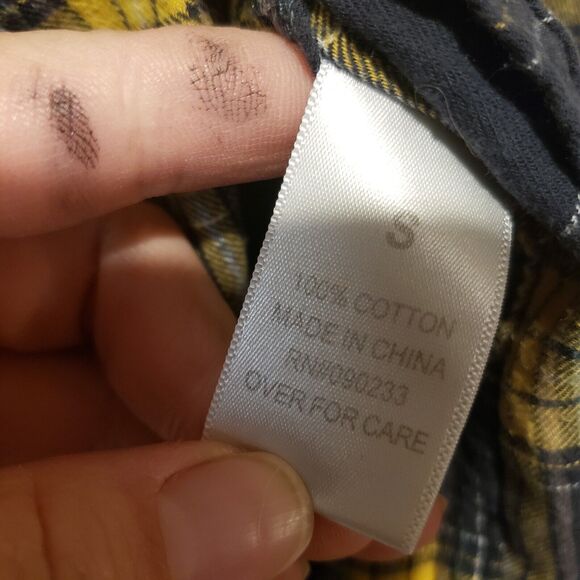 S
100% COTTON
MADE IN CHINA
RN#090233
OVER FOR CARE